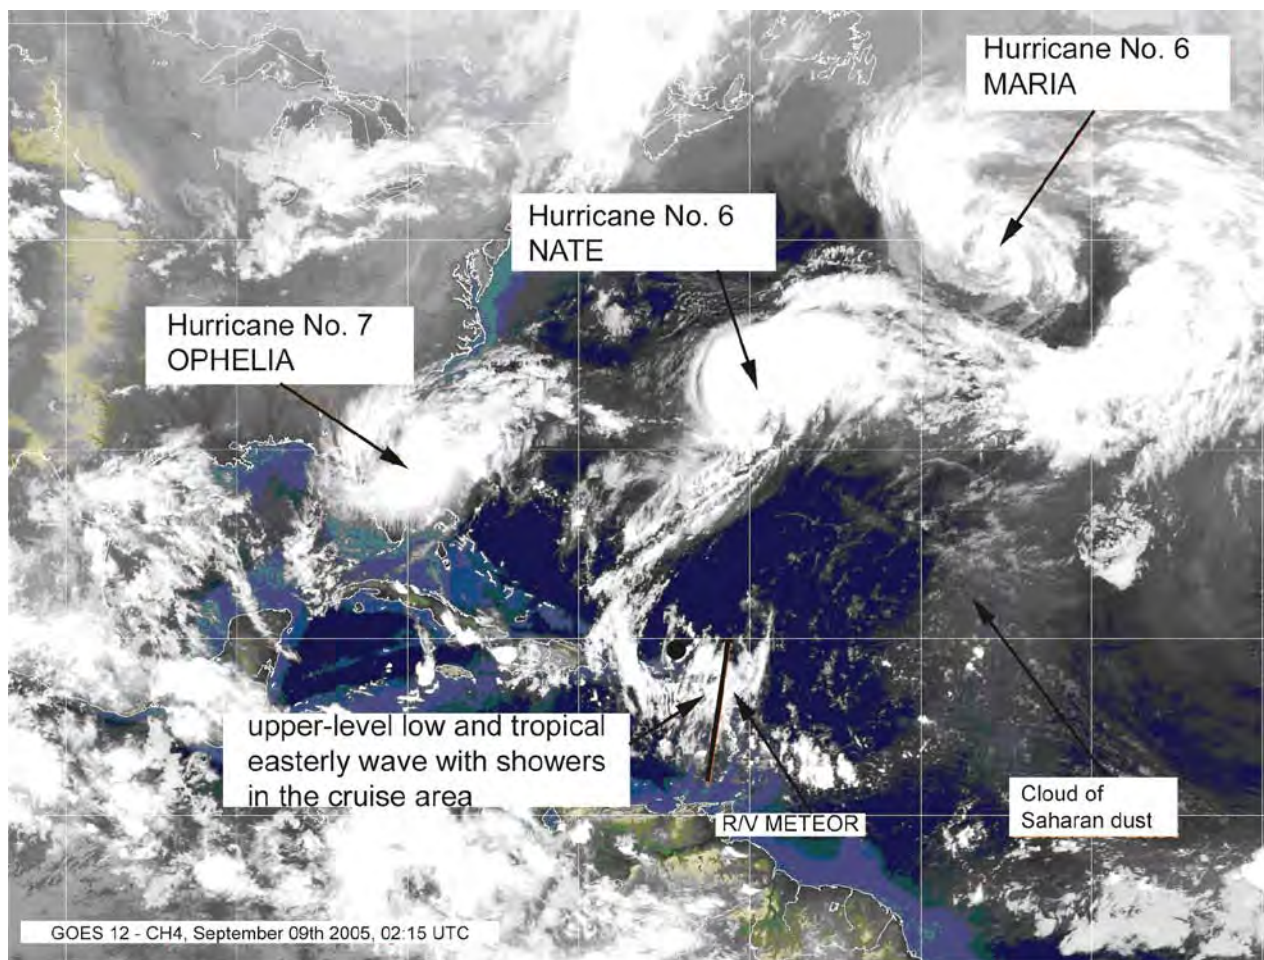 Hurricane No. 6
MARIA
Hurricane No. 6
NATE
Hurricane No. 7
OPHELIA
upper-level low and tropical
easterly wave with showers
in the cruise area
R/V METEOR
Cloud of
Saharan dust
GOES 12 - CH4, September 09th 2005, 02:15 UTC